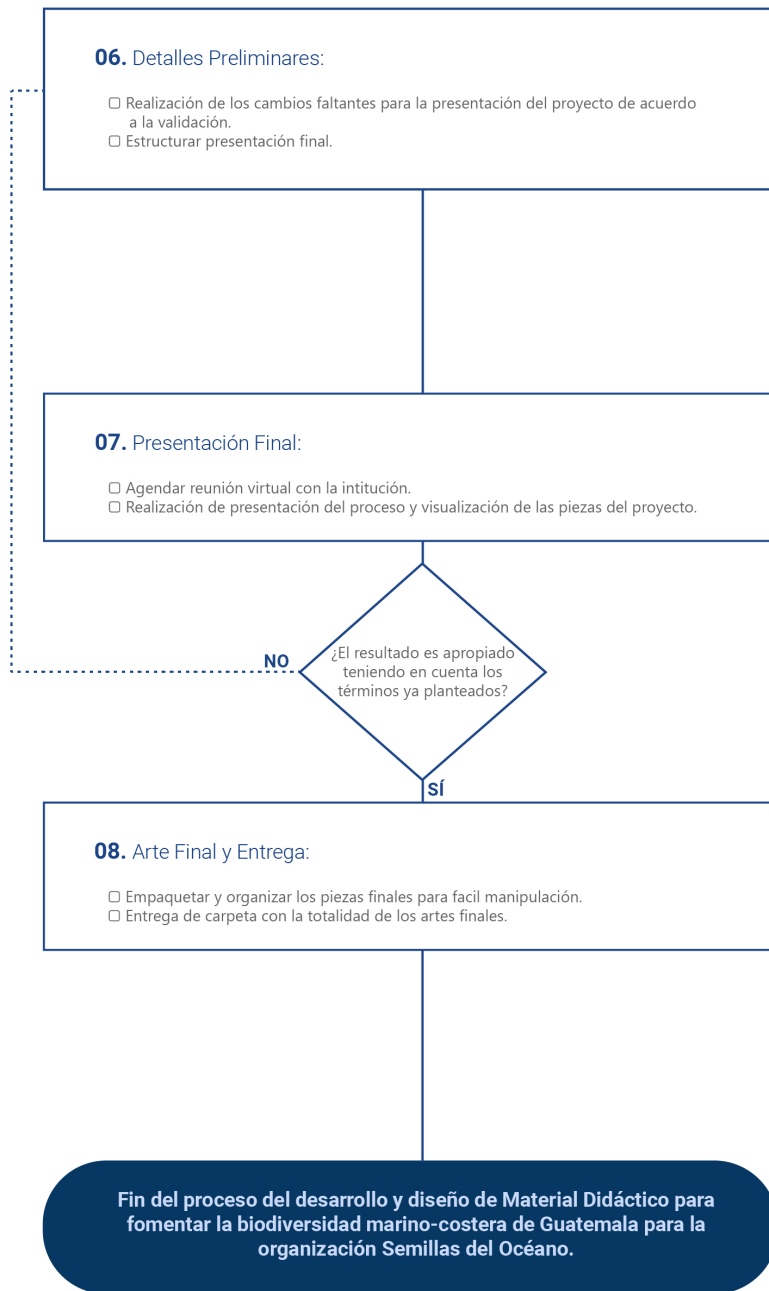 06. Detalles Preliminares:
▢ Realización de los cambios faltantes para la presentación del proyecto de acuerdo
a la validación.
▢ Estructurar presentación final.
07. Presentación Final:
▢ Agendar reunión virtual con la intitución.
▢ Realización de presentación del proceso y visualización de las piezas del proyecto.
¿El resultado es apropiado
teniendo en cuenta los
términos ya planteados?
NO
SÍ
08. Arte Final y Entrega:
▢ Empaquetar y organizar los piezas finales para facil manipulación.
▢ Entrega de carpeta con la totalidad de los artes finales.
Fin del proceso del desarrollo y diseño de Material Didáctico para
fomentar la biodiversidad marino-costera de Guatemala para la
organización Semillas del Océano.